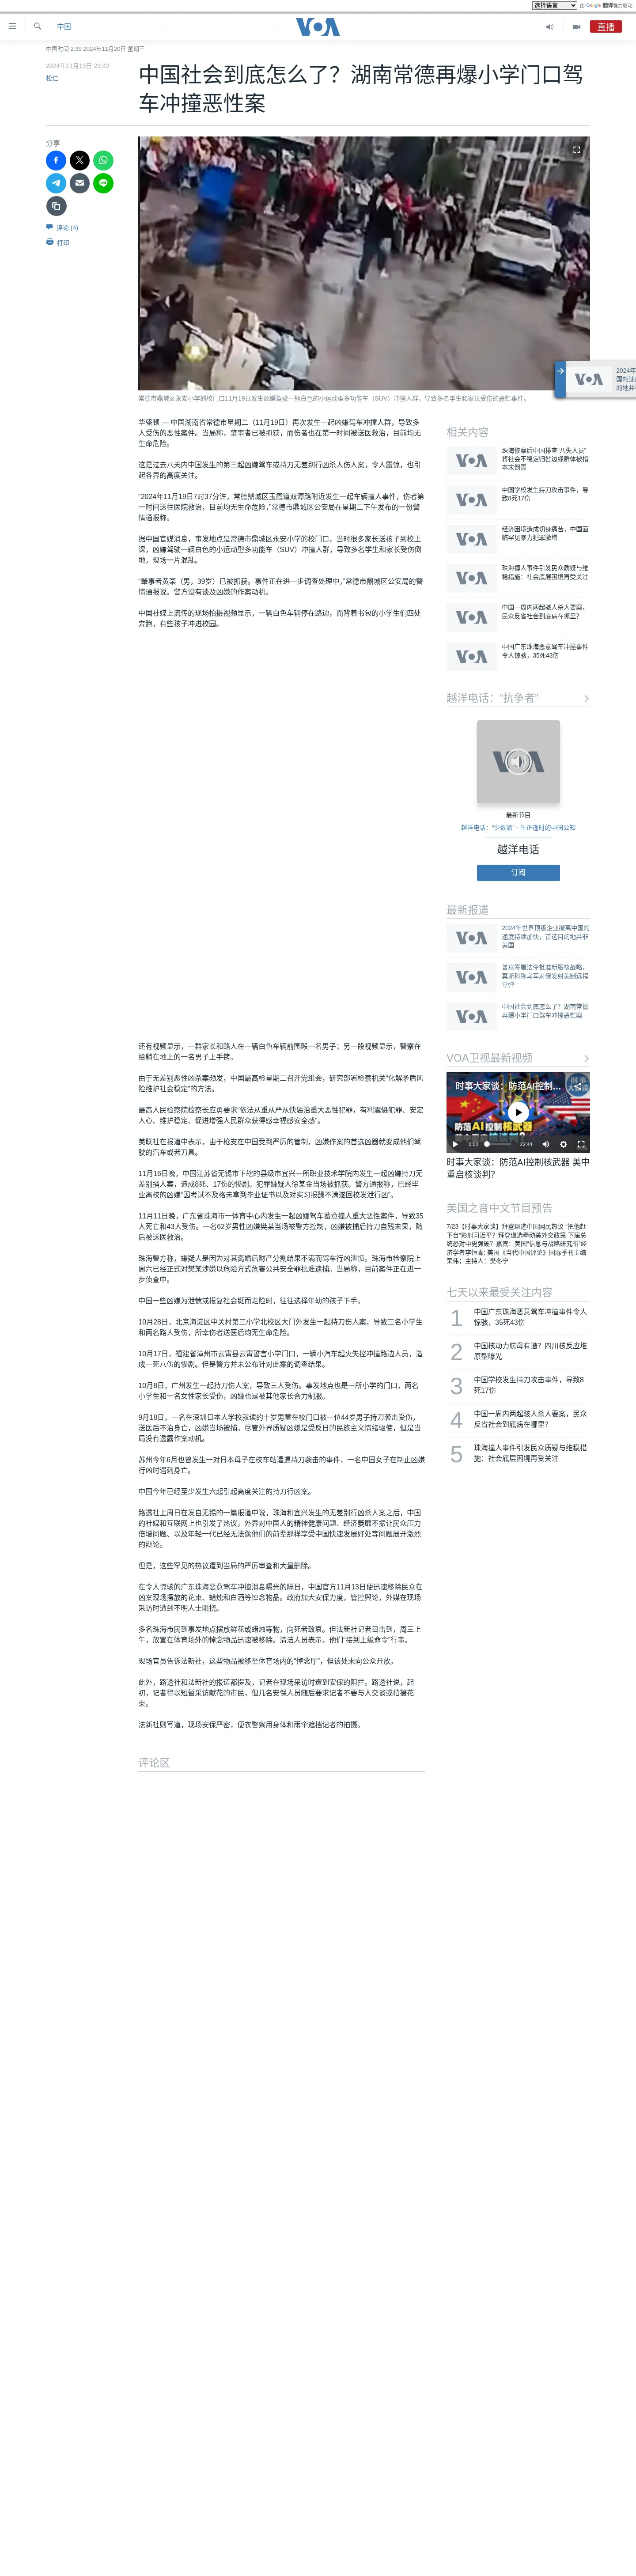 选择语言
由 Google 翻译强力驱动
中国
VOA
直播
中国时间 2:39 2024年11月20日 星期三
2024年11月19日 23:42
松仁
中国社会到底怎么了？湖南常德再爆小学门口驾
车冲撞恶性案
分享
评论 (4)
打印
常德市鼎城区永安小学的校门口11月19日发生凶嫌驾驶一辆白色的小运动型多功能车（SUV）冲撞人群，导致多名学生和家长受伤的恶性事件。
华盛顿 — 中国湖南省常德市星期二（11月19日）再次发生一起凶嫌驾车冲撞人群，导致多
人受伤的恶性案件。当局称，肇事者已被抓获，而伤者也在第一时间被送医救治，目前均无
生命危险。
这是过去八天内中国发生的第三起凶嫌驾车或持刀无差别行凶杀人伤人案，令人震惊，也引
起各界的高度关注。
“2024年11月19日7时37分许，常德鼎城区玉霞道双潭路附近发生一起车辆撞人事件，伤者第
一时间送往医院救治，目前均无生命危险，”常德市鼎城区公安局在星期二下午发布的一份警
情通报称。
据中国官媒消息，事发地点是常德市鼎城区永安小学的校门口，当时很多家长送孩子到校上
课，凶嫌驾驶一辆白色的小运动型多功能车（SUV）冲撞人群，导致多名学生和家长受伤倒
地，现场一片混乱。
“肇事者黄某（男，39岁）已被抓获。事件正在进一步调查处理中，”常德市鼎城区公安局的警
情通报说。警方没有谈及凶嫌的作案动机。
中国社媒上流传的现场拍摄视频显示，一辆白色车辆停在路边，而背着书包的小学生们四处
奔跑，有些孩子冲进校园。
还有视频显示，一群家长和路人在一辆白色车辆前围殴一名男子；另一段视频显示，警察在
给躺在地上的一名男子上手铐。
由于无差别恶性凶杀案频发，中国最高检星期二召开党组会，研究部署检察机关“化解矛盾风
险维护社会稳定”的方法。
最高人民检察院检察长应勇要求“依法从重从严从快惩治重大恶性犯罪，有利震慑犯罪、安定
人心、维护稳定、促进增强人民群众获得感幸福感安全感”。
美联社在报道中表示，由于枪支在中国受到严厉的管制，凶嫌作案的首选凶器就变成他们驾
驶的汽车或者刀具。
11月16日晚，中国江苏省无锡市下辖的县级市宜兴一所职业技术学院内发生一起凶嫌持刀无
差别捅人案，造成8死、17伤的惨剧。犯罪嫌疑人徐某金当场被抓获。警方通报称，已经毕
业离校的凶嫌“因考试不及格未拿到毕业证书以及对实习报酬不满遂回校发泄行凶”。
11月11日晚，广东省珠海市一体育中心内发生一起凶嫌驾车蓄意撞人重大恶性案件，导致35
人死亡和43人受伤。一名62岁男性凶嫌樊某当场被警方控制，凶嫌被捕后持刀自残未果，随
后被送医救治。
珠海警方称，嫌疑人是因为对其离婚后财产分割结果不满而驾车行凶泄愤。珠海市检察院上
周六已经正式对樊某涉嫌以危险方式危害公共安全罪批准逮捕。当局称，目前案件正在进一
步侦查中。
中国一些凶嫌为泄愤或报复社会铤而走险时，往往选择年幼的孩子下手。
10月28日，北京海淀区中关村第三小学北校区大门外发生一起持刀伤人案，导致三名小学生
和两名路人受伤，所幸伤者送医后均无生命危险。
10月17日，福建省漳州市云霄县云霄誓言小学门口，一辆小汽车起火失控冲撞路边人员，造
成一死八伤的惨剧。但是警方并未公布针对此案的调查结果。
10月8日，广州发生一起持刀伤人案，导致三人受伤。事发地点也是一所小学的门口，两名
小学生和一名女性家长受伤，凶嫌也是被其他家长合力制服。
9月18日，一名在深圳日本人学校就读的十岁男童在校门口被一位44岁男子持刀袭击受伤，
送医后不治身亡，凶嫌当场被捕。尽管外界质疑凶嫌是受反日的民族主义情绪驱使，但是当
局没有透露作案动机。
苏州今年6月也曾发生一对日本母子在校车站遭遇持刀袭击的事件，一名中国女子在制止凶嫌
行凶时遇刺身亡。
中国今年已经至少发生六起引起高度关注的持刀行凶案。
路透社上周日在发自无锡的一篇报道中说，珠海和宜兴发生的无差别行凶杀人案之后，中国
的社媒和互联网上也引发了热议，外界对中国人的精神健康问题、经济萎靡不振让民众压力
倍增问题、以及年轻一代已经无法像他们的前辈那样享受中国快速发展好处等问题展开激烈
的辩论。
但是，这些罕见的热议遭到当局的严厉审查和大量删除。
在令人惊骇的广东珠海恶意驾车冲撞消息曝光的隔日，中国官方11月13日便迅速移除民众在
凶案现场摆放的花束、蜡烛和白酒等悼念物品。政府加大安保力度，管控舆论，外媒在现场
采访时遭到不明人士阻挠。
多名珠海市民到事发地点摆放鲜花或蜡烛等物，向死者致哀。但法新社记者目击到，周三上
午，放置在体育场外的悼念物品迅速被移除。清洁人员表示，他们“接到上级命令”行事。
现场官员告诉法新社，这些物品被移至体育场内的“悼念厅”，但该处未向公众开放。
此外，路透社和法新社的报道都提及，记者在现场采访时遭到安保的阻拦。路透社说，起
初，记者得以短暂采访献花的市民，但几名安保人员随后要求记者不要与人交谈或拍摄花
束。
法新社则写道，现场安保严密，便衣警察用身体和雨伞遮挡记者的拍摄。
评论区
相关内容
珠海惨案后中国排查“八失人员”
将社会不稳定归咎边缘群体被指
本末倒置
中国学校发生持刀攻击事件，导
致8死17伤
经济困境造成切身痛苦，中国面
临罕见暴力犯罪激增
珠海撞人事件引发民众质疑与维
稳措施：社会底层困境再受关注
中国一周内两起骇人杀人要案，
民众反省社会到底病在哪里？
中国广东珠海恶意驾车冲撞事件
令人惊骇，35死43伤
越洋电话：“抗争者”
最新节目
越洋电话：“少数派” - 生正逢时的中国公知
越洋电话
订阅
最新报道
2024年世界顶级企业撤离中国的
速度持续加快，首选目的地并非
美国
普京签署法令批准新版核战略，
莫斯科称乌军对俄发射美制远程
导弹
中国社会到底怎么了？湖南常德
再爆小学门口驾车冲撞恶性案
VOA卫视最新视频
时事大家谈：防范AI控制…
防范AI控制核武器
0:00
22:44
时事大家谈：防范AI控制核武器 美中
重启核谈判？
美国之音中文节目预告
7/23【时事大家谈】拜登退选中国网民热议 “把他赶
下台”影射习近平？拜登退选牵动美外交政策 下届总
统恐对中更强硬？嘉宾：美国“信息与战略研究所”经
济学者李恒青; 美国《当代中国评论》国际季刊主编
荣伟；主持人：樊冬宁
七天以来最受关注内容
1
中国广东珠海恶意驾车冲撞事件令人
惊骇，35死43伤
2
中国核动力航母有谱？四川核反应堆
原型曝光
3
中国学校发生持刀攻击事件，导致8
死17伤
4
中国一周内两起骇人杀人要案，民众
反省社会到底病在哪里？
5
珠海撞人事件引发民众质疑与维稳措
施：社会底层困境再受关注
2024年
国的速度
的地并非